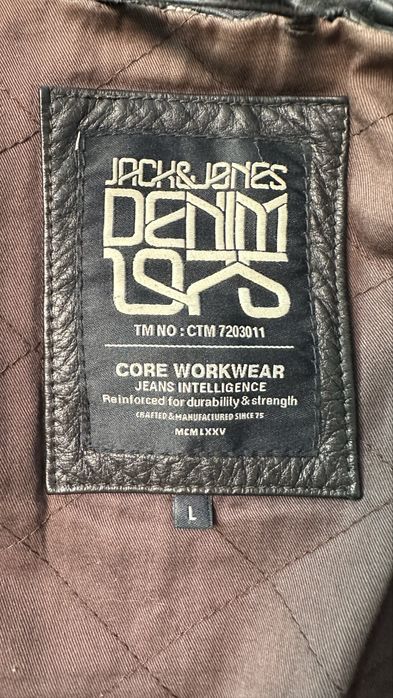 JACK&JONES
DENIM
1975
TM NO : CTM 7203011
CORE WORKWEAR
JEANS INTELLIGENCE
Reinforced for durability & strength
CRAFTED & MANUFACTURED SINCE 75
MCMLXXV
L